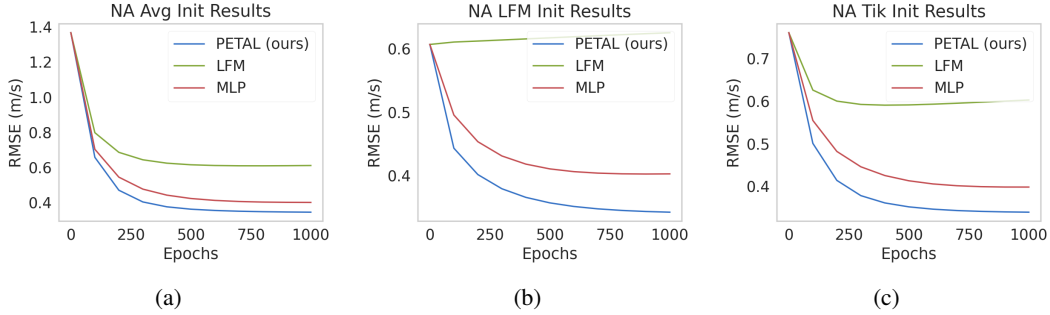 NA Avg Init Results
1.4
1.2
1.0
0.8
0.6
0.4
RMSE (m/s)
PETAL (ours)
LFM
MLP
0 250 500 750 1000
Epochs
(a)
NA LFM Init Results
0.6
0.5
0.4
RMSE (m/s)
PETAL (ours)
LFM
MLP
0 250 500 750 1000
Epochs
(b)
NA Tik Init Results
0.7
0.6
0.5
0.4
RMSE (m/s)
PETAL (ours)
LFM
MLP
0 250 500 750 1000
Epochs
(c)